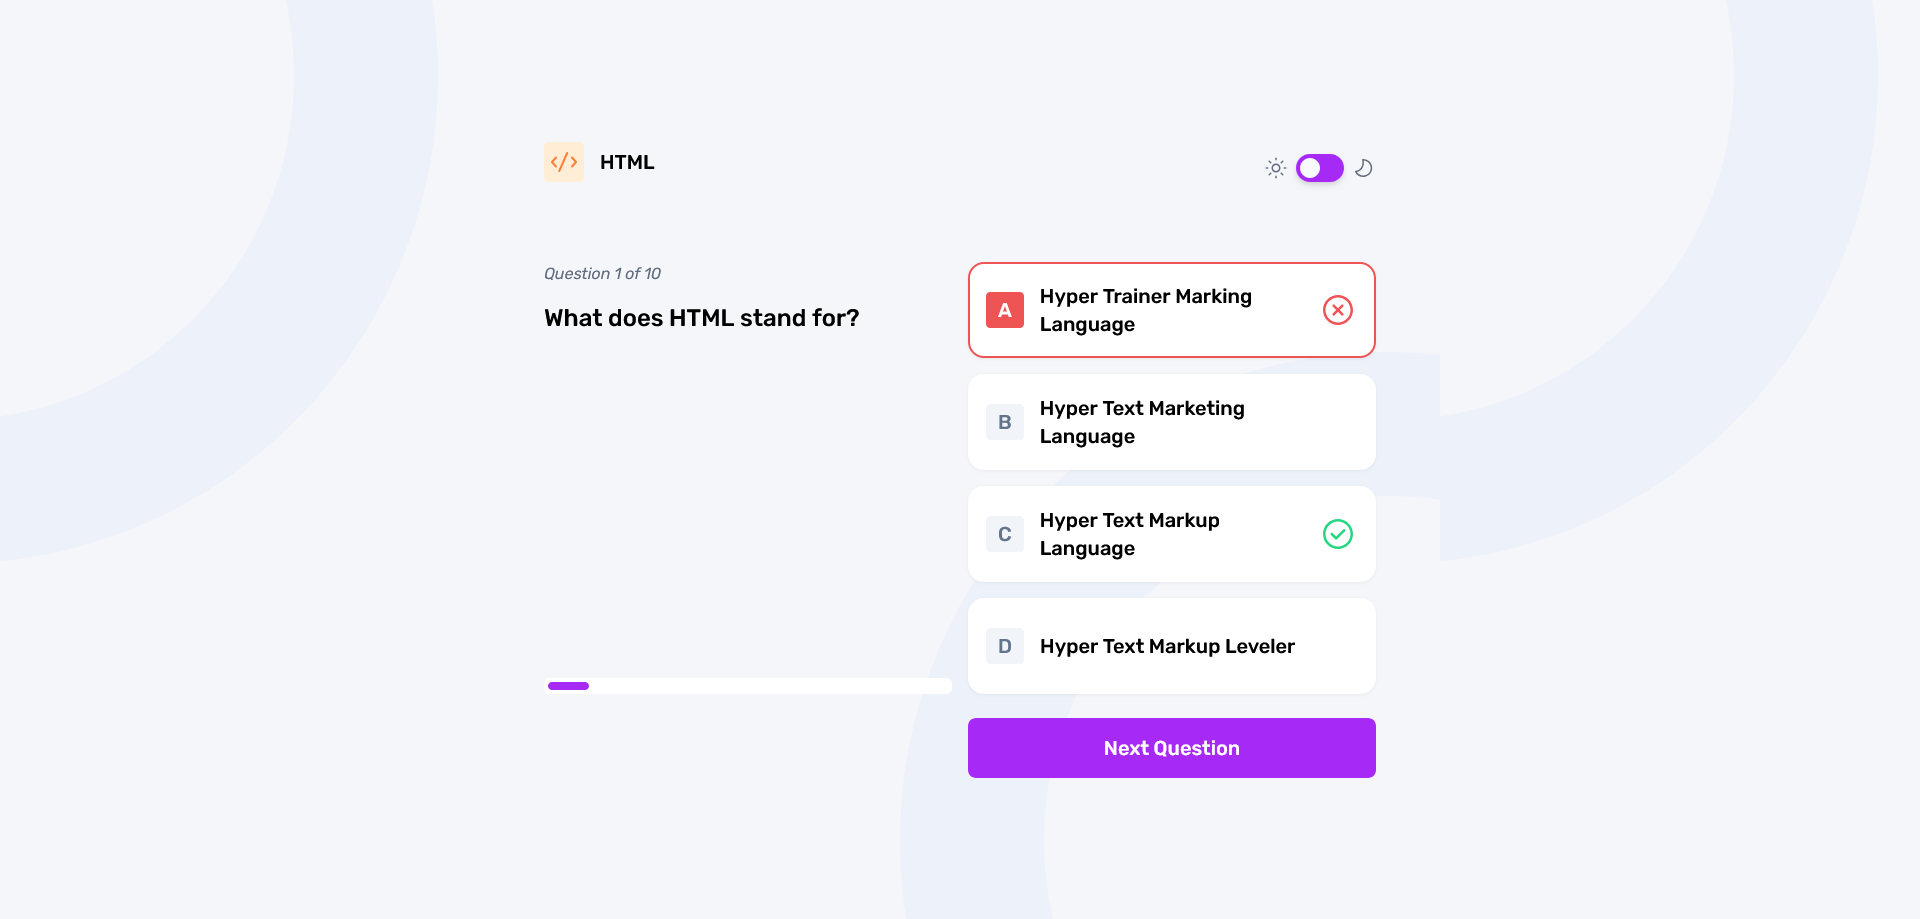 HTML
Question 1 of 10
What does HTML stand for?
A
Hyper Trainer Marking
Language
B
Hyper Text Marketing
Language
C
Hyper Text Markup
Language
D
Hyper Text Markup Leveler
Next Question